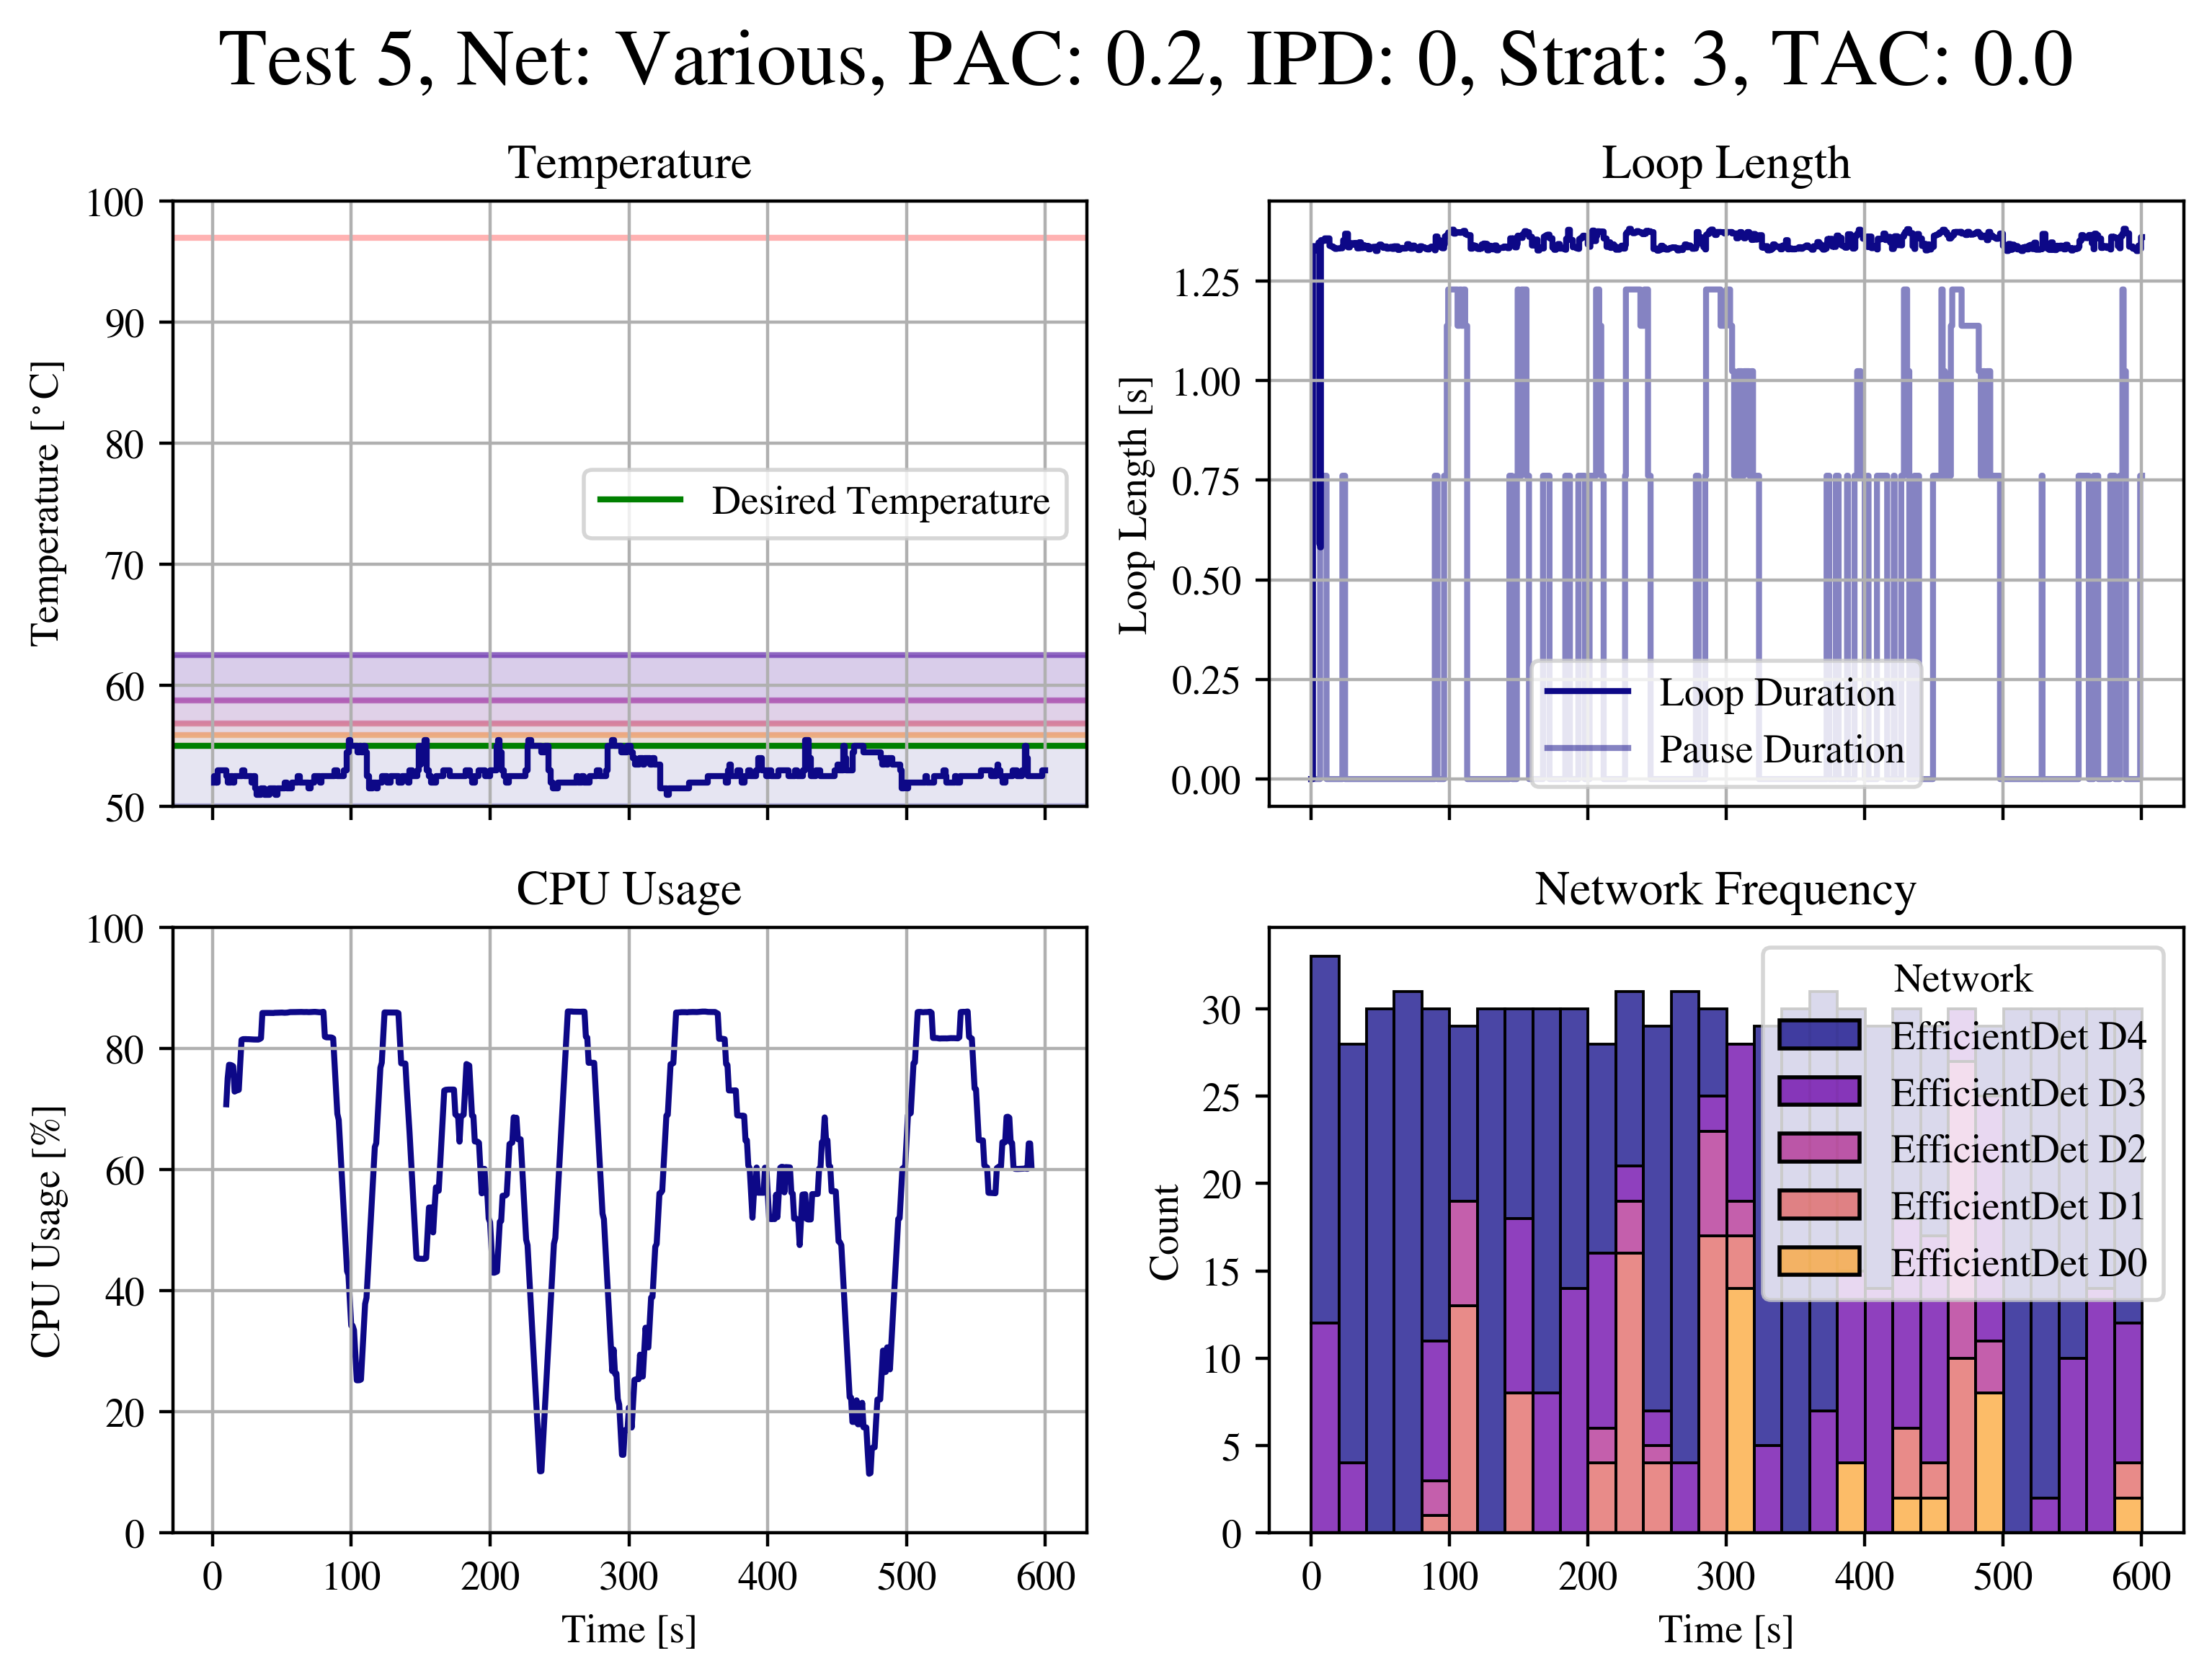 Test 5, Net: Various, PAC: 0.2, IPD: 0, Strat: 3, TAC: 0.0
Temperature
100
90
80
70
60
50
Temperature [°C]
Desired Temperature
Loop Length
1.25
1.00
0.75
0.50
0.25
0.00
Loop Length [s]
Loop Duration
Pause Duration
CPU Usage
100
80
60
40
20
0
CPU Usage [%]
0 100 200 300 400 500 600
Time [s]
Network Frequency
30
25
20
15
10
5
0
Count
Network
EfficientDet D4
EfficientDet D3
EfficientDet D2
EfficientDet D1
EfficientDet D0
0 100 200 300 400 500 600
Time [s]